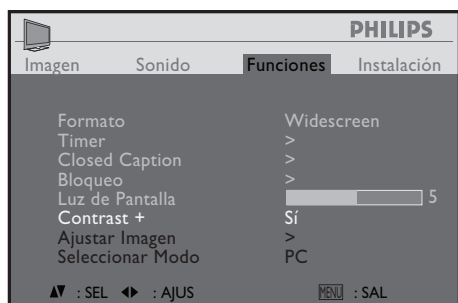 PHILIPS
Imagen Sonido Funciones Instalación
Formato Widescreen
Timer >
Closed Caption >
Bloqueo >
Luz de Pantalla 5
Contrast + Sí
Ajustar Imagen >
Seleccionar Modo PC
▲▼ : SEL ◀▶ : AJUS MENU : SAL